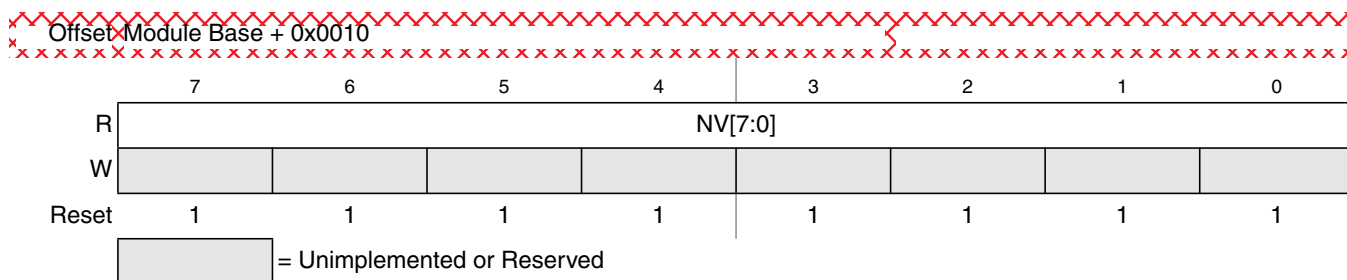 Offset Module Base + 0x0010
7 6 5 4 3 2 1 0
R NV[7:0]
W
Reset 1 1 1 1 1 1 1 1
= Unimplemented or Reserved